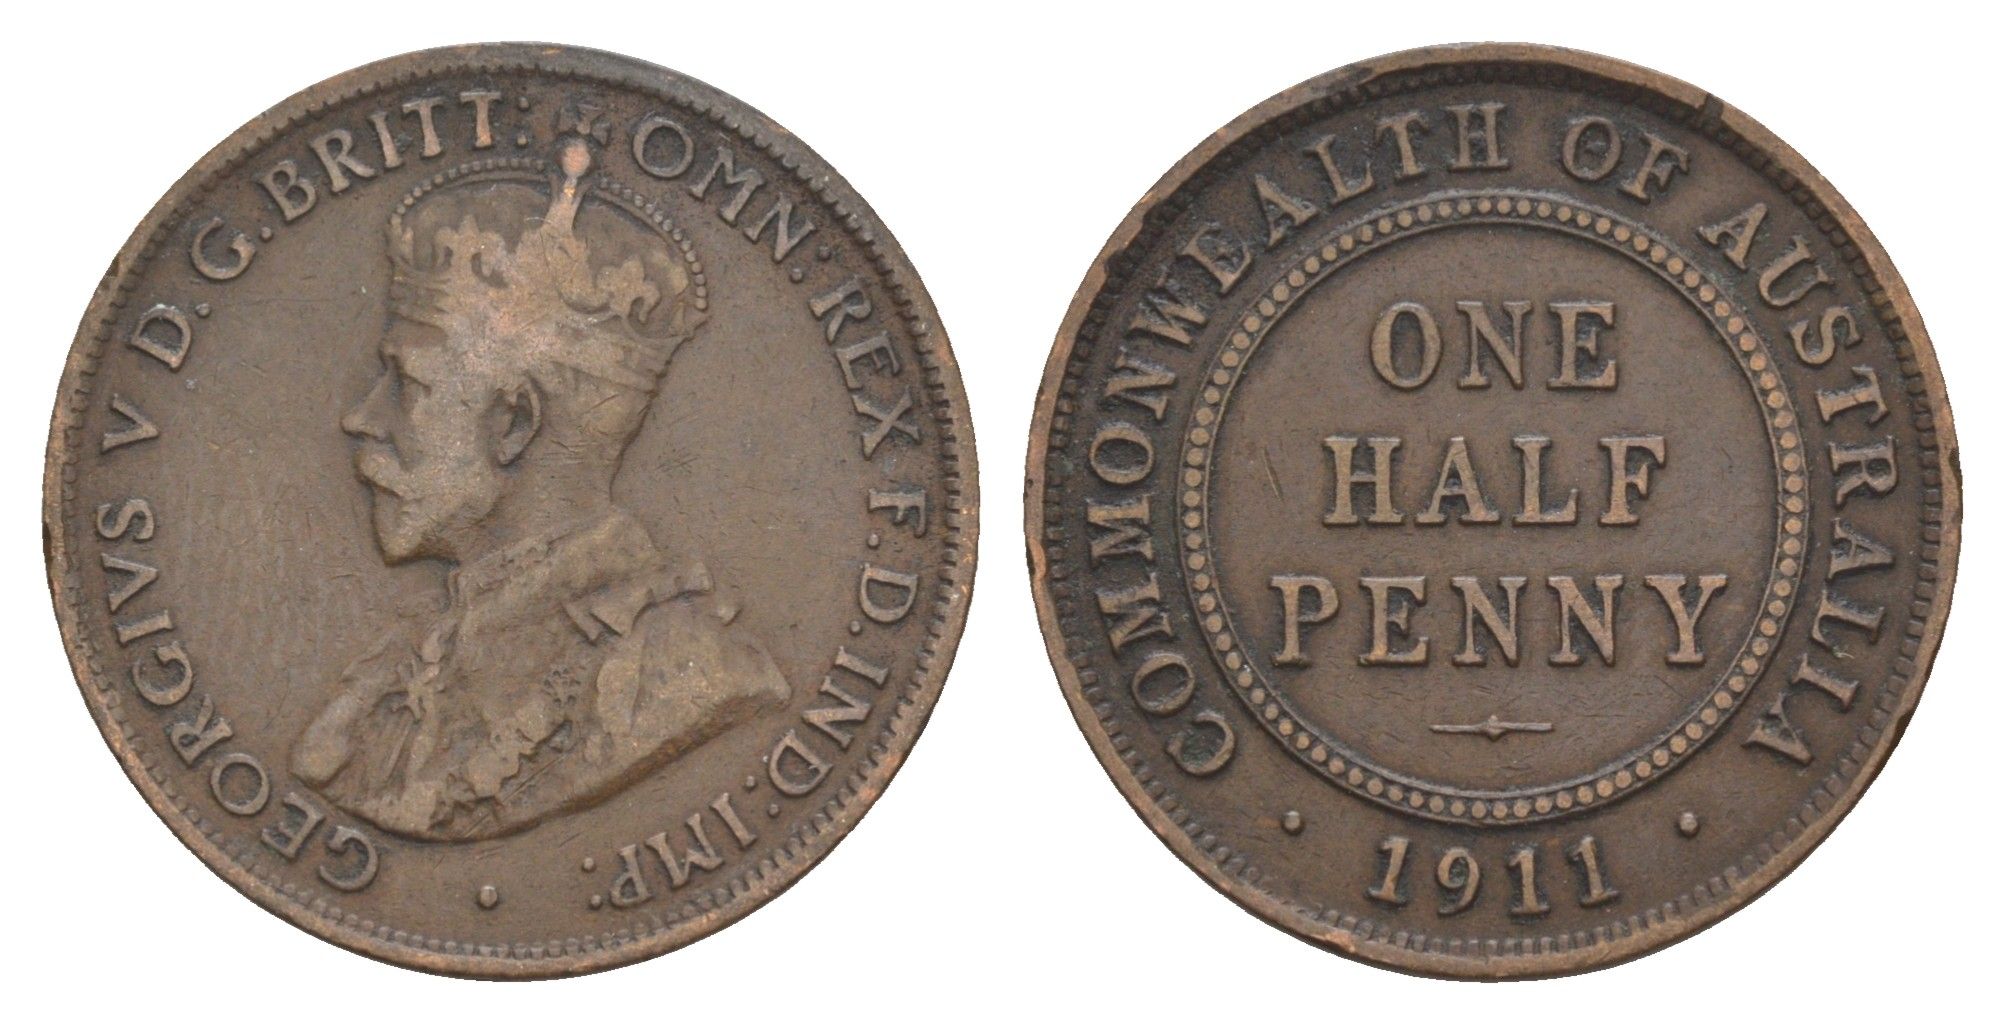 GEORGIVS V D.G.BRITT: OMN:REX F.D.IND:IMP:
COMMONWEALTH OF AUSTRALIA
ONE
HALF
PENNY
· 1911 ·